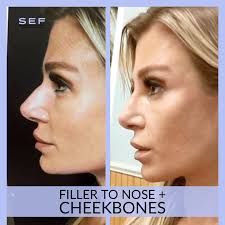 SEF
FILLER TO NOSE +
CHEEKBONES